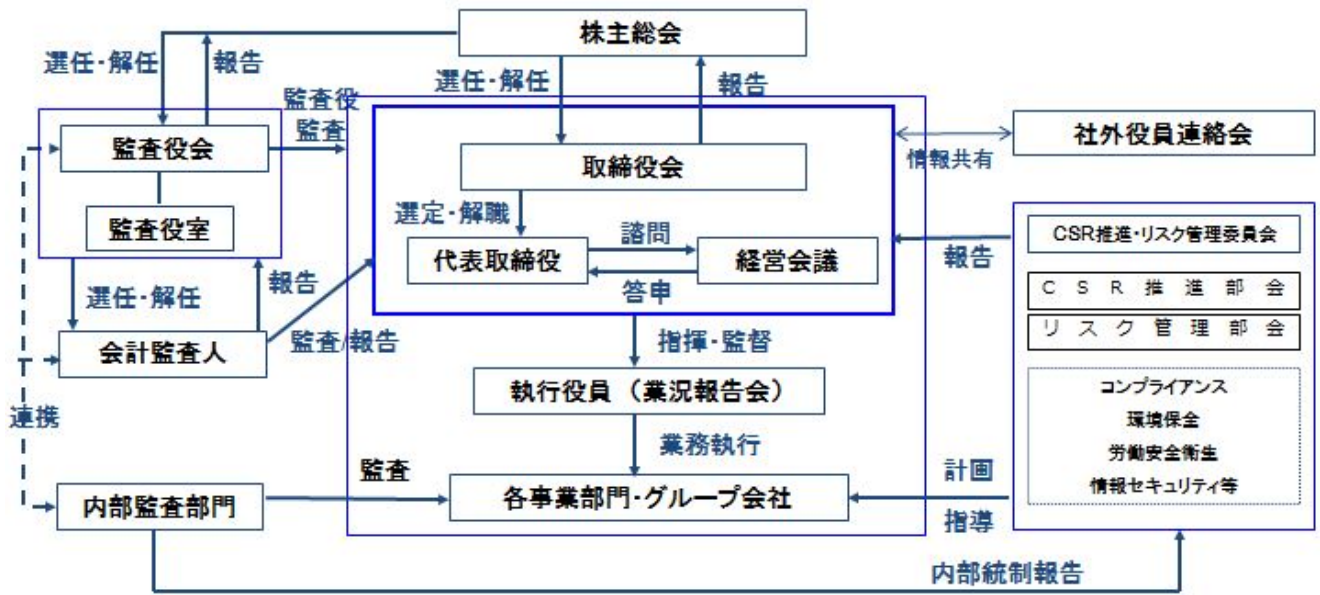 株主総会
選任・解任
報告
選任・解任
報告
監査役
監査
監査役会
監査役室
取締役会
情報共有
社外役員連絡会
選定・解職
代表取締役
諮問
答申
経営会議
報告
CSR推進・リスク管理委員会
CSR推進部会
リスク管理部会
選任・解任
報告
会計監査人
監査/報告
指揮・監督
執行役員（業況報告会）
コンプライアンス
環境保全
労働安全衛生
情報セキュリティ等
連携
業務執行
監査
内部監査部門
各事業部門・グループ会社
計画
指導
内部統制報告